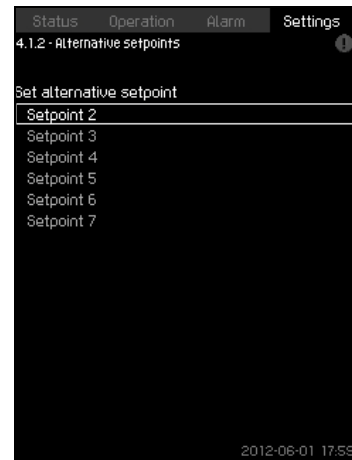 Status Operation Alarm Settings
4.1.2 - Alternative setpoints
Set alternative setpoint
Setpoint 2
Setpoint 3
Setpoint 4
Setpoint 5
Setpoint 6
Setpoint 7
2012-06-01 17:59